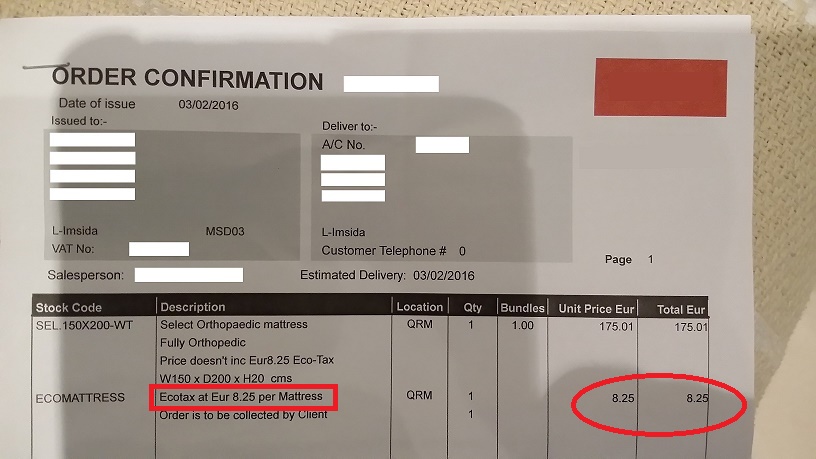 ORDER CONFIRMATION
Date of issue 03/02/2016
Issued to:-
Deliver to:-
A/C No.
L-Imsida MSD03
L-Imsida
VAT No:
Customer Telephone # 0
Page 1
Salesperson: Estimated Delivery: 03/02/2016
Stock Code Description Location Qty Bundles Unit Price Eur Total Eur
SEL.150X200-WT Select Orthopaedic mattress QRM 1 1.00 175.01 175.01
Fully Orthopedic
Price doesn't inc Eur8.25 Eco-Tax
W150 x D200 x H20 cms
ECOMATTRESS Ecotax at Eur 8.25 per Mattress QRM 1 8.25 8.25
Order is to be collected by Client 1